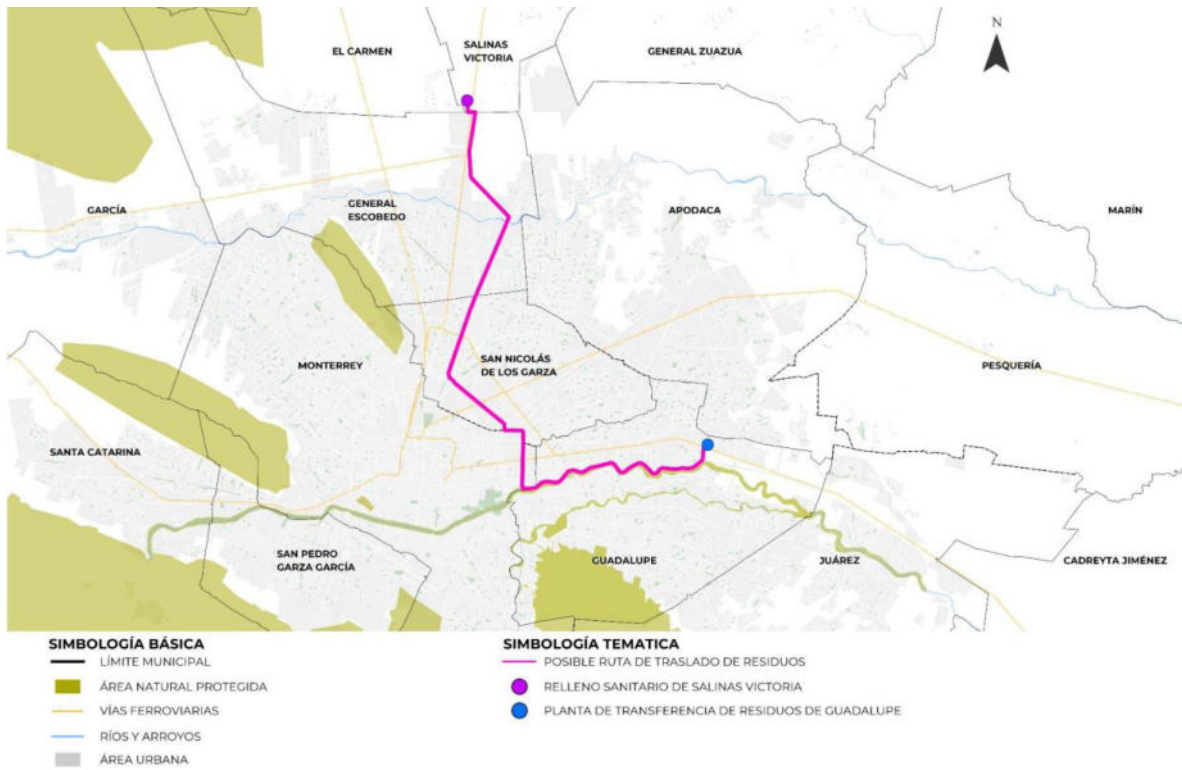 EL CARMEN
SALINAS
VICTORIA
GENERAL ZUAZUA
N
GARCÍA
GENERAL
ESCOBEDO
APODACA
MARÍN
MONTERREY
SAN NICOLÁS
DE LOS GARZA
PESQUERÍA
SANTA CATARINA
SAN PEDRO
GARZA GARCÍA
GUADALUPE
JUÁREZ
CADREYTA JIMÉNEZ
SIMBOLOGÍA BÁSICA
LÍMITE MUNICIPAL
ÁREA NATURAL PROTEGIDA
VÍAS FERROVIARIAS
RÍOS Y ARROYOS
ÁREA URBANA
SIMBOLOGÍA TEMATICA
POSIBLE RUTA DE TRASLADO DE RESIDUOS
RELLENO SANITARIO DE SALINAS VICTORIA
PLANTA DE TRANSFERENCIA DE RESIDUOS DE GUADALUPE